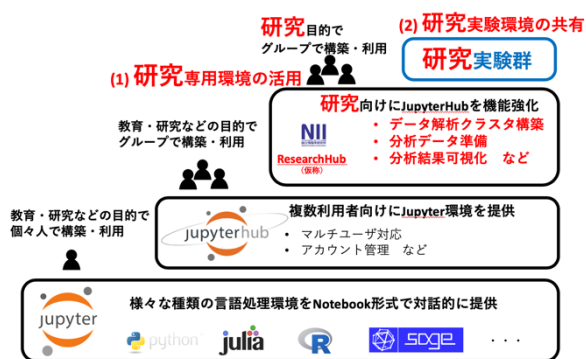 研究目的で
グループで構築・利用
(2) 研究実験環境の共有
研究実験群
(1) 研究専用環境の活用
研究向けにJupyterHubを機能強化
NII
・ データ解析クラスタ構築
・ 分析データ準備
・ 分析結果可視化 など
ResearchHub
(仮称)
教育・研究などの目的で
グループで構築・利用
複数利用者向けにJupyter環境を提供
jupyterhub
・ マルチユーザ対応
・ アカウント管理 など
教育・研究などの目的で
個々人で構築・利用
様々な種類の言語処理環境をNotebook形式で対話的に提供
jupyter
python
julia
R
sage
・・・